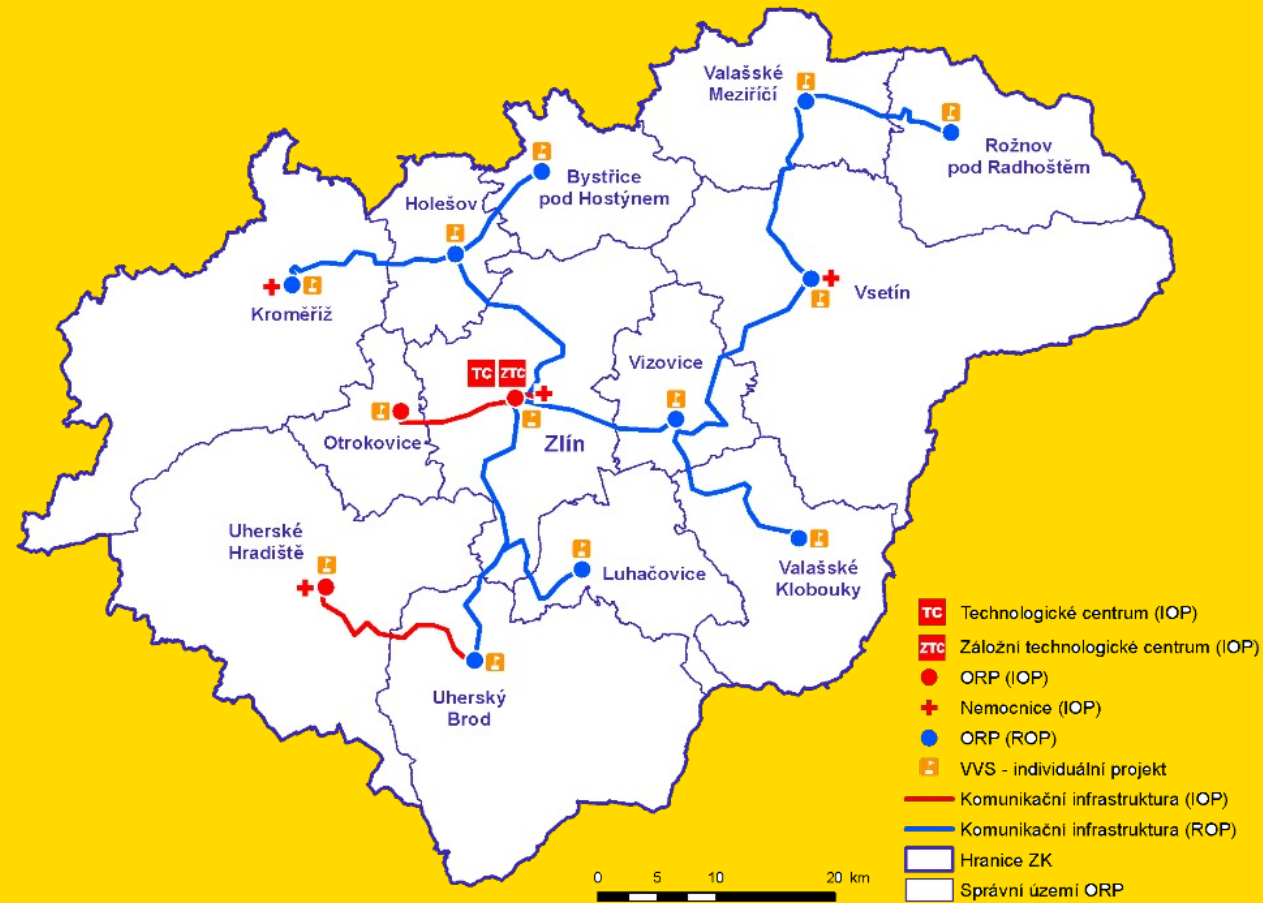 Valašské
Meziříčí
Rožnov
pod Radhoštěm
Bystřice
pod Hostýnem
Holešov
Kroměříž
Vsetín
Vizovice
TC ZTC
Otrokovice
Zlín
Uherské
Hradiště
Luhačovice
Valašské
Klobouky
Uherský
Brod
TC Technologické centrum (IOP)
ZTC Záložní technologické centrum (IOP)
ORP (IOP)
Nemocnice (IOP)
ORP (ROP)
VVS - individuální projekt
Komunikační infrastruktura (IOP)
Komunikační infrastruktura (ROP)
Hranice ZK
Správní území ORP
0 5 10 20 km